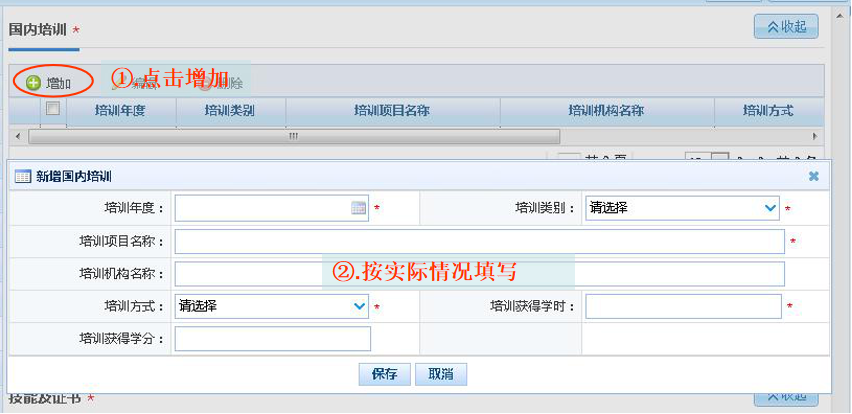 国内培训 *
收起
增加
①.点击增加
删除
培训年度 培训类别 培训项目名称 培训机构名称 培训方式
新增国内培训
培训年度： * 培训类别： 请选择 *
培训项目名称： *
培训机构名称：
②.按实际情况填写
培训方式： 请选择 * 培训获得学时： *
培训获得学分：
保存 取消
技能及证书 *
收起